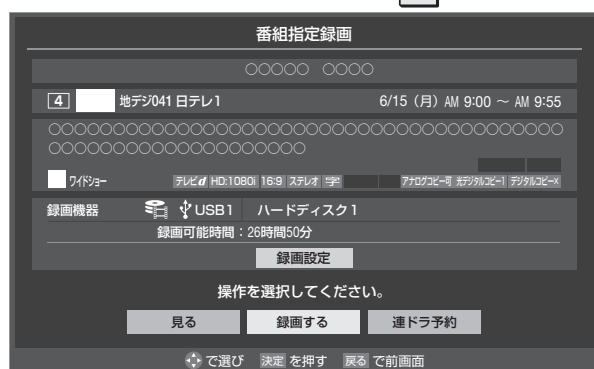 番組指定録画
○○○○○ ○○○○
4 地デジ041 日テレ1 6/15（月）AM 9:00 ～ AM 9:55
○○○○○○○○○○○○○○○○○○○○○○○○○○○○○○○○○○○○
○○○○○○○○○○○○○○○○○○
ワイドショー テレビd HD:1080i 16:9 ステレオ 字 アナログコピー可 光デジタルコピー1 デジタルコピー×
録画機器 USB1 ハードディスク1
録画可能時間：26時間50分
録画設定
操作を選択してください。
見る 録画する 連ドラ予約
で選び 決定 を押す 戻る で前画面